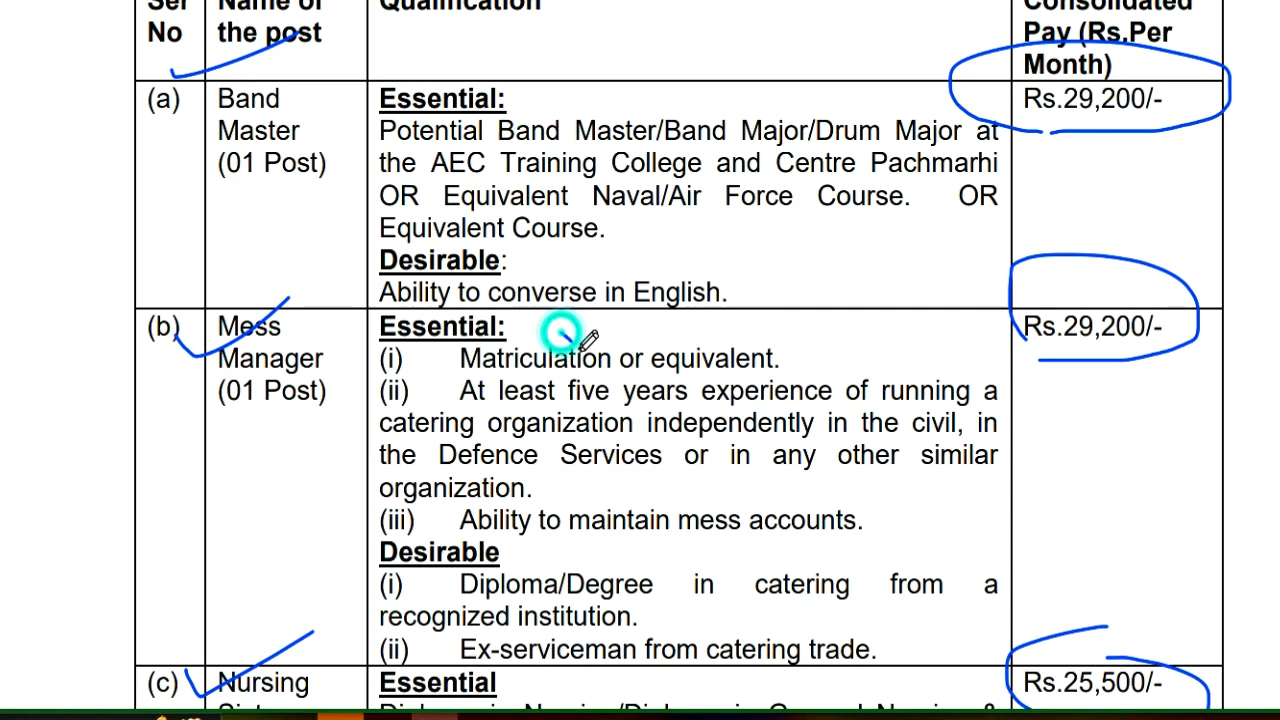 Ser Name of Qualification Consolidated
No the post Pay (Rs.Per
Month)
(a) Band Essential: Rs.29,200/-
Master Potential Band Master/Band Major/Drum Major at
(01 Post) the AEC Training College and Centre Pachmarhi
OR Equivalent Naval/Air Force Course. OR
Equivalent Course.
Desirable:
Ability to converse in English.
(b) Mess Essential: Rs.29,200/-
Manager (i) Matriculation or equivalent.
(01 Post) (ii) At least five years experience of running a
catering organization independently in the civil, in
the Defence Services or in any other similar
organization.
(iii) Ability to maintain mess accounts.
Desirable
(i) Diploma/Degree in catering from a
recognized institution.
(ii) Ex-serviceman from catering trade.
(c) Nursing Essential Rs.25,500/-